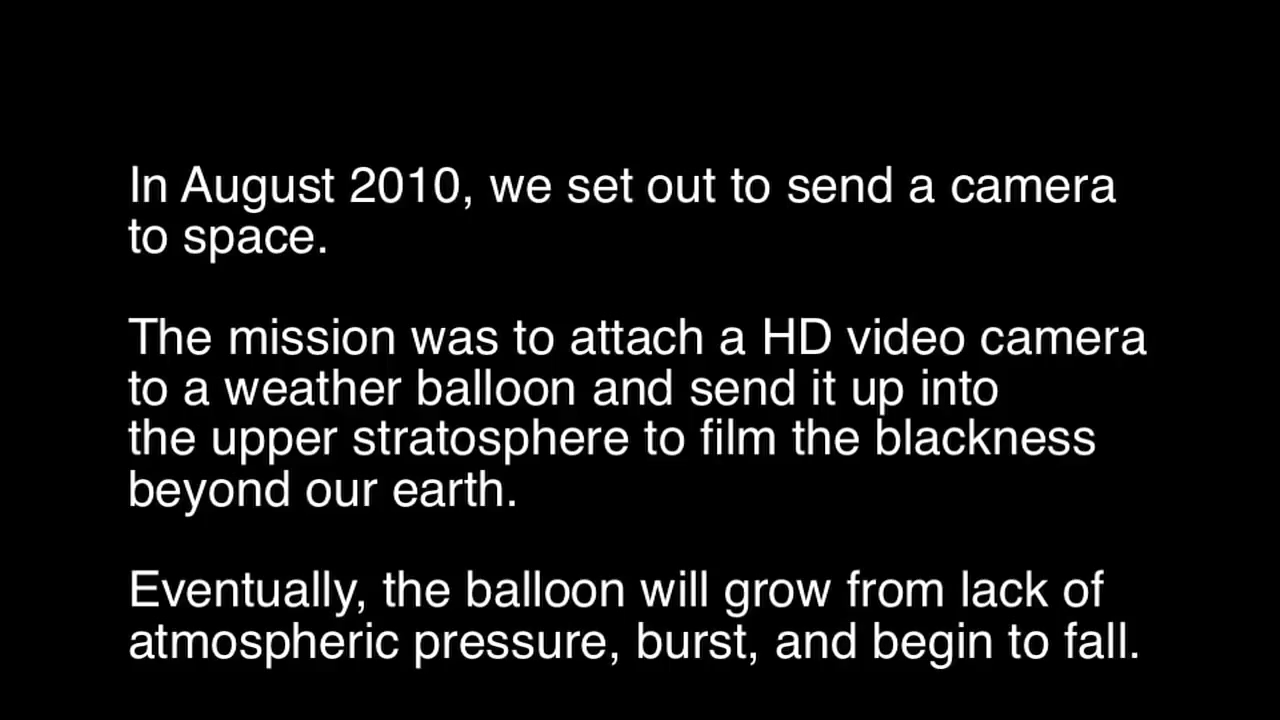 In August 2010, we set out to send a camera
to space.
The mission was to attach a HD video camera
to a weather balloon and send it up into
the upper stratosphere to film the blackness
beyond our earth.
Eventually, the balloon will grow from lack of
atmospheric pressure, burst, and begin to fall.